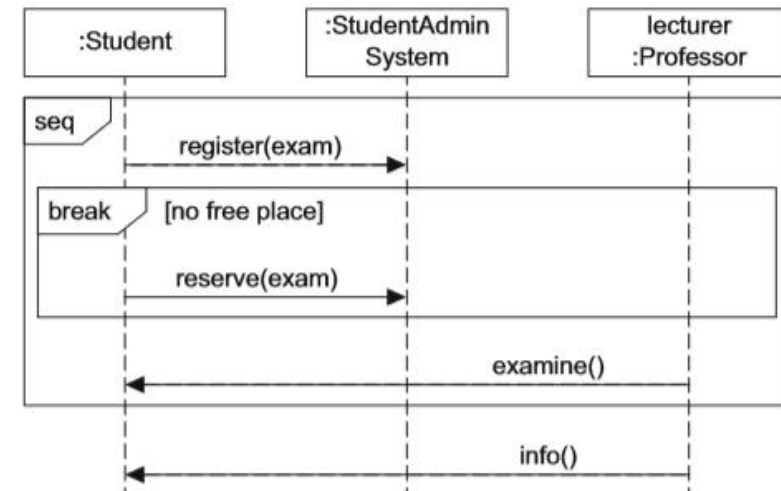 :Student
:StudentAdmin
System
lecturer
:Professor
seq
register(exam)
break
[no free place]
reserve(exam)
examine()
info()